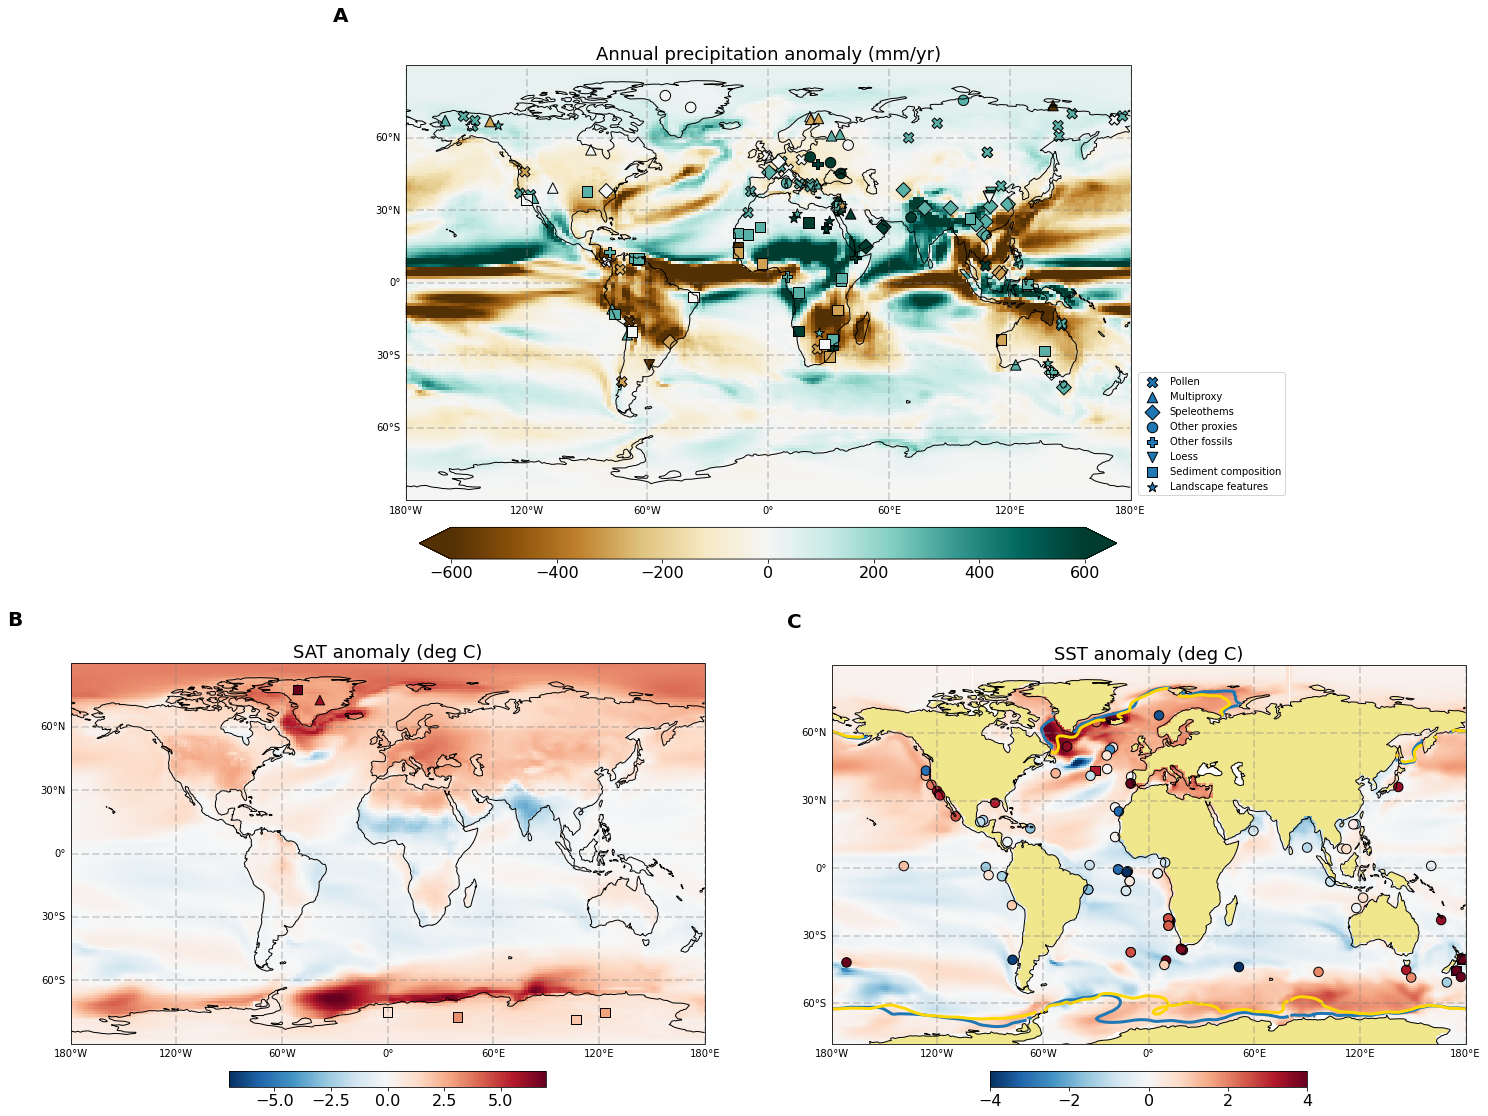 A
Annual precipitation anomaly (mm/yr)
60°N
30°N
0°
30°S
60°S
180°W 120°W 60°W 0° 60°E 120°E 180°E
Pollen
Multiproxy
Speleothems
Other proxies
Other fossils
Loess
Sediment composition
Landscape features
−600 −400 −200 0 200 400 600
B
SAT anomaly (deg C)
60°N
30°N
0°
30°S
60°S
180°W 120°W 60°W 0° 60°E 120°E 180°E
−5.0 −2.5 0.0 2.5 5.0
C
SST anomaly (deg C)
60°N
30°N
0°
30°S
60°S
180°W 120°W 60°W 0° 60°E 120°E 180°E
−4 −2 0 2 4